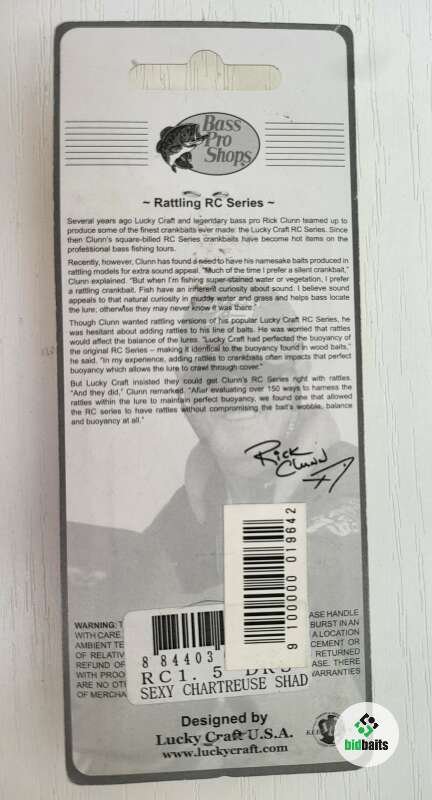 Bass
Pro
Shops
~ Rattling RC Series ~
Several years ago Lucky Craft and legendary bass pro Rick Clunn teamed up to
produce some of the finest crankbaits ever made: the Lucky Craft RC Series. Since
then Clunn's square-billed RC Series crankbaits have become hot items on the
professional bass fishing tours.
Recently, however, Clunn has found a need to have his namesake baits produced in
rattling models for extra sound appeal. "Much of the time I prefer a silent crankbait,"
Clunn explained. "But when I'm fishing super-stained water or vegetation, I prefer
a rattling crankbait. Fish have an inherent curiosity about sound. I believe sound
appeals to that natural curiosity in muddy water and grass and helps bass locate
the lure; otherwise they may never know it was there."
Though Clunn wanted rattling versions of his popular Lucky Craft RC Series, he
was hesitant about adding rattles to his line of baits. He was worried that rattles
would affect the balance of the lures. "Lucky Craft had perfected the buoyancy of
the original RC Series – making it identical to the buoyancy found in wood baits,"
he said. "In my experience, adding rattles to crankbaits often impacts that perfect
buoyancy which allows the lure to crawl through cover."
But Lucky Craft insisted they could get Clunn's RC Series right with rattles.
"And they did," Clunn remarked. "After evaluating over 150 ways to harness the
rattles within the lure to maintain perfect buoyancy, we found one that allowed
the RC series to have rattles without compromising the bait's wobble, balance
and buoyancy at all."
Rick
Clunn
9 100000 019642
WARNING: ASE HANDLE
WITH CARE. BURST IN AN
AMBIENT TE A LOCATION
OF RELATIV CEMENT OR
REFUND OF RETURNED
WITH PROO ASE. THERE
ARE NO OT VARRANTIES
OF MERCHA
8 84403
RC1.5 DRS
SEXY CHARTREUSE SHAD
Designed by
Lucky Craft U.S.A.
www.luckycraft.com
bidbaits